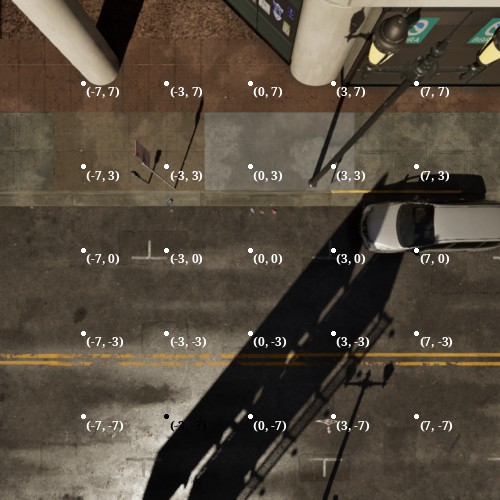 (-7, 7) (-3, 7) (0, 7) (3, 7) (7, 7)
(-7, 3) (-3, 3) (0, 3) (3, 3) (7, 3)
(-7, 0) (-3, 0) (0, 0) (3, 0) (7, 0)
(-7, -3) (-3, -3) (0, -3) (3, -3) (7, -3)
(-7, -7) (-3, -7) (0, -7) (3, -7) (7, -7)